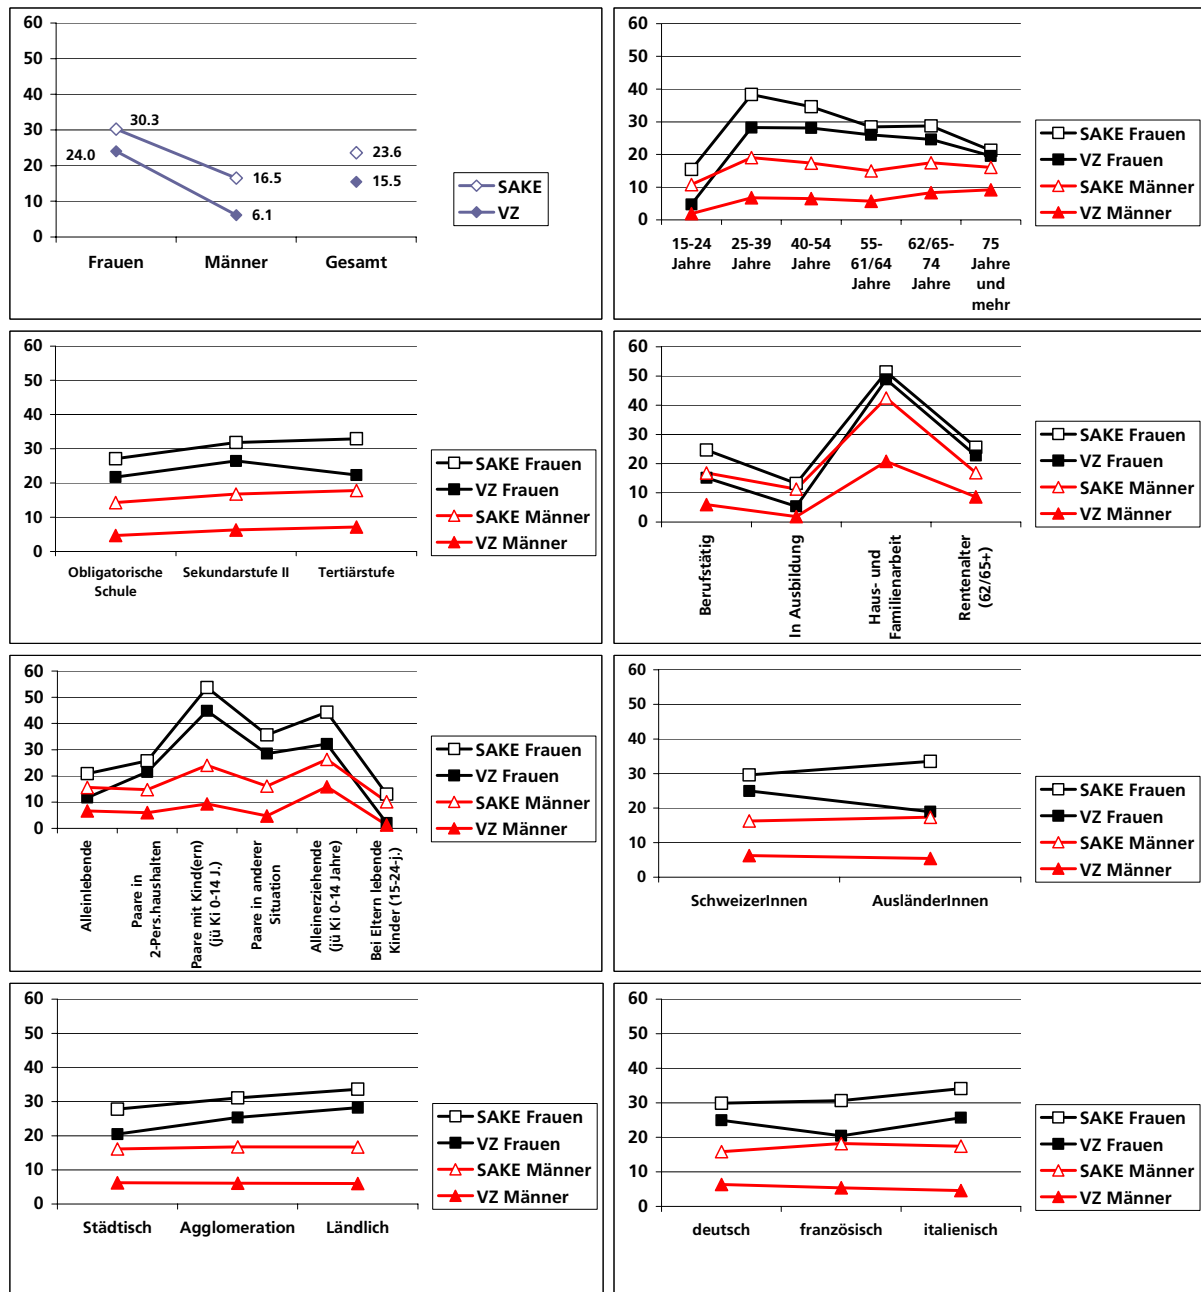 60
50
40
30
20
10
0
30.3
24.0
16.5
6.1
23.6
15.5
Frauen Männer Gesamt
SAKE
VZ
60
50
40
30
20
10
0
15-24 Jahre
25-39 Jahre
40-54 Jahre
55-61/64 Jahre
62/65-74 Jahre
75 Jahre und mehr
SAKE Frauen
VZ Frauen
SAKE Männer
VZ Männer
60
50
40
30
20
10
0
Obligatorische Schule
Sekundarstufe II
Tertiärstufe
SAKE Frauen
VZ Frauen
SAKE Männer
VZ Männer
60
50
40
30
20
10
0
Berufstätig
In Ausbildung
Haus- und
Familienarbeit
Rentenalter
(62/65+)
SAKE Frauen
VZ Frauen
SAKE Männer
VZ Männer
60
50
40
30
20
10
0
Alleinlebende
Paare in
2-Pers.haushalten
Paare mit Kind(ern)
(jü Ki 0-14 J.)
Paare in anderer
Situation
Alleinerziehende
(jü Ki 0-14 Jahre)
Bei Eltern lebende
Kinder (15-24-j.)
SAKE Frauen
VZ Frauen
SAKE Männer
VZ Männer
60
50
40
30
20
10
0
SchweizerInnen AusländerInnen
SAKE Frauen
VZ Frauen
SAKE Männer
VZ Männer
60
50
40
30
20
10
0
Städtisch Agglomeration Ländlich
SAKE Frauen
VZ Frauen
SAKE Männer
VZ Männer
60
50
40
30
20
10
0
deutsch französisch italienisch
SAKE Frauen
VZ Frauen
SAKE Männer
VZ Männer